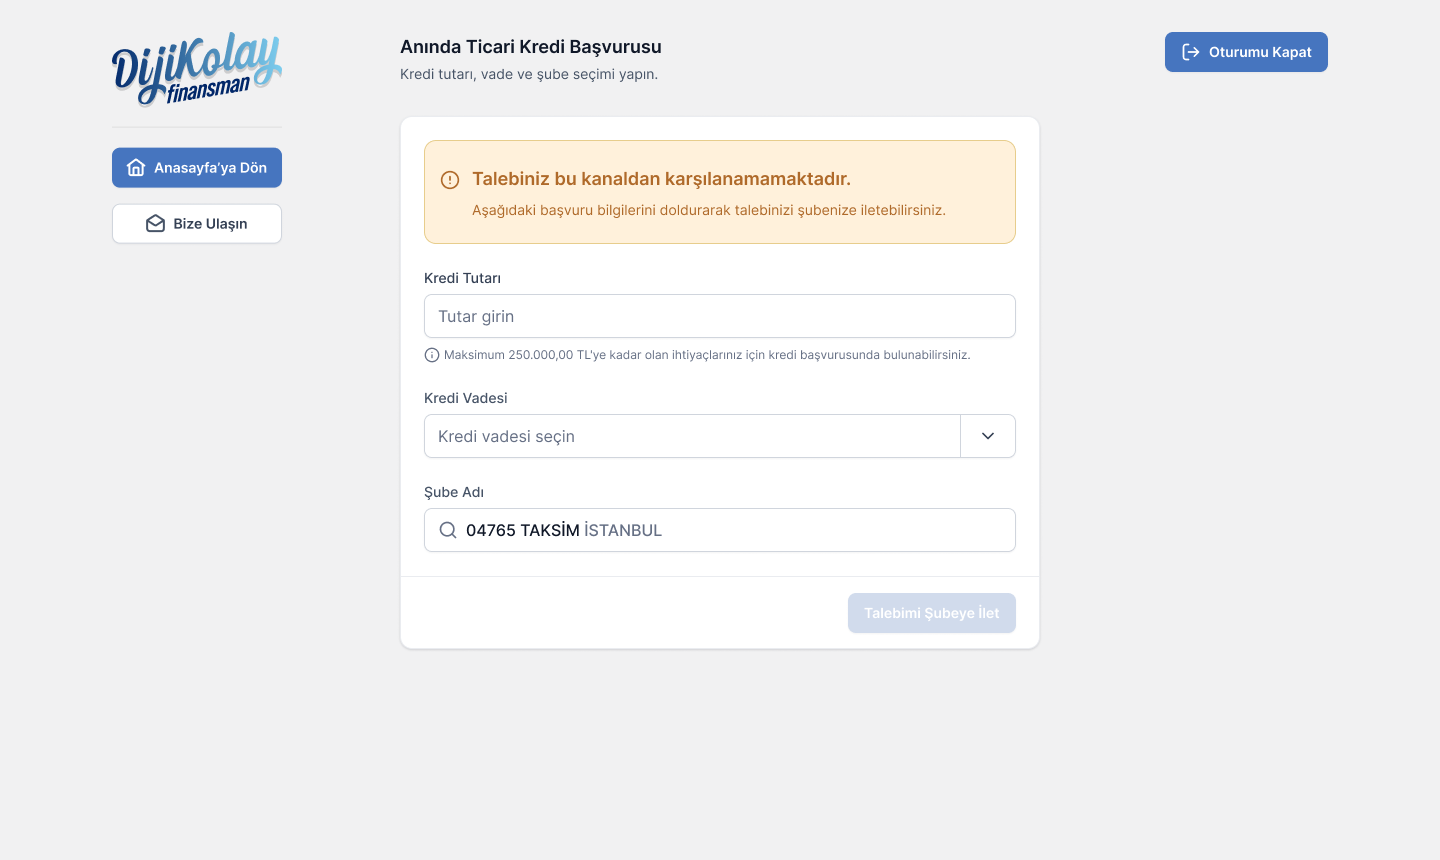 DijiKolay
finansman
Anasayfa’ya Dön
Bize Ulaşın
Anında Ticari Kredi Başvurusu
Kredi tutarı, vade ve şube seçimi yapın.
Oturumu Kapat
Talebiniz bu kanaldan karşılanamamaktadır.
Aşağıdaki başvuru bilgilerini doldurarak talebinizi şubenize iletebilirsiniz.
Kredi Tutarı
Tutar girin
Maksimum 250.000,00 TL'ye kadar olan ihtiyaçlarınız için kredi başvurusunda bulunabilirsiniz.
Kredi Vadesi
Kredi vadesi seçin
Şube Adı
04765 TAKSİM İSTANBUL
Talebimi Şubeye İlet